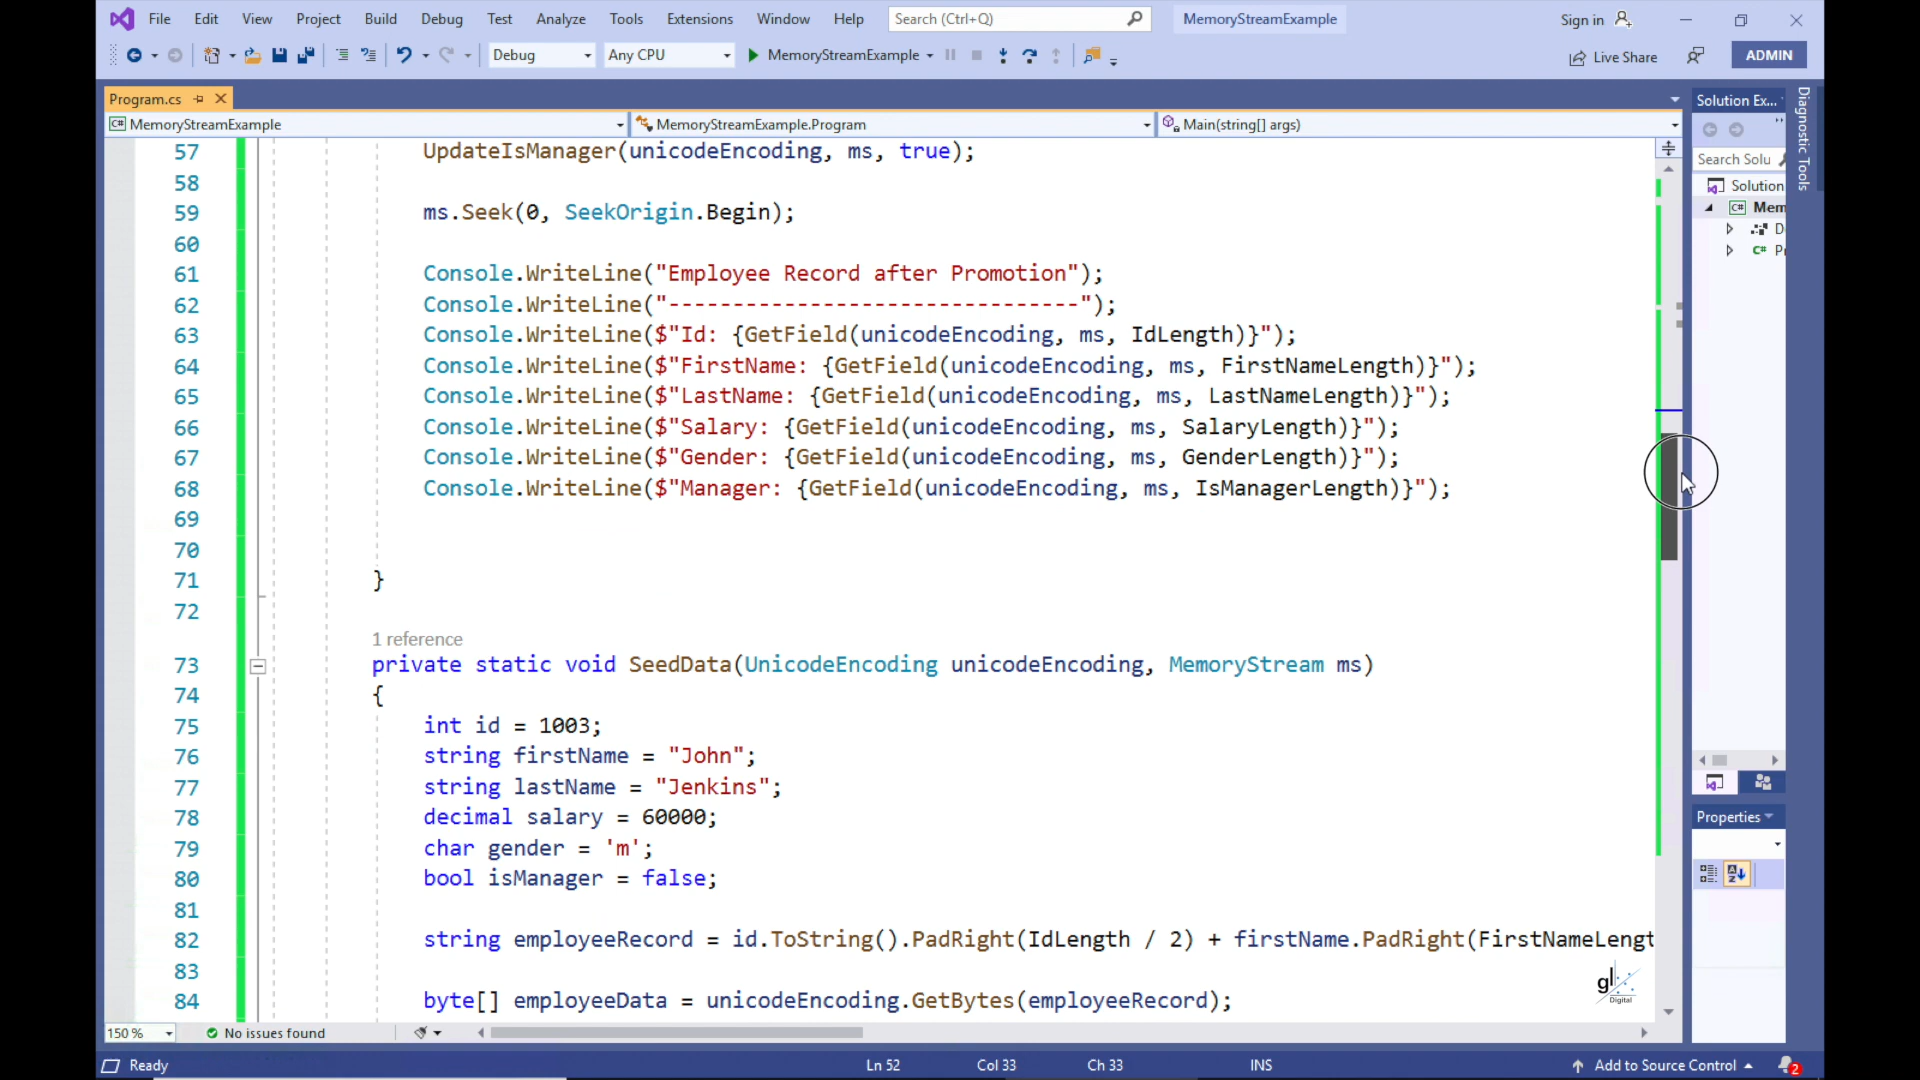 File Edit View Project Build Debug Test Analyze Tools Extensions Window Help Search (Ctrl+Q) MemoryStreamExample Sign in
Debug Any CPU MemoryStreamExample Live Share ADMIN
Program.cs Solution Ex... Diagnostic Tools
C# MemoryStreamExample MemoryStreamExample.Program Main(string[] args)
Search Solu
Solution
C# Mem
D
C# Pr
57 UpdateIsManager(unicodeEncoding, ms, true);
58
59 ms.Seek(0, SeekOrigin.Begin);
60
61 Console.WriteLine("Employee Record after Promotion");
62 Console.WriteLine("--------------------------------");
63 Console.WriteLine($"Id: {GetField(unicodeEncoding, ms, IdLength)}");
64 Console.WriteLine($"FirstName: {GetField(unicodeEncoding, ms, FirstNameLength)}");
65 Console.WriteLine($"LastName: {GetField(unicodeEncoding, ms, LastNameLength)}");
66 Console.WriteLine($"Salary: {GetField(unicodeEncoding, ms, SalaryLength)}");
67 Console.WriteLine($"Gender: {GetField(unicodeEncoding, ms, GenderLength)}");
68 Console.WriteLine($"Manager: {GetField(unicodeEncoding, ms, IsManagerLength)}");
69
70
71 }
72
1 reference
73 private static void SeedData(UnicodeEncoding unicodeEncoding, MemoryStream ms)
74 {
75 int id = 1003;
76 string firstName = "John";
77 string lastName = "Jenkins";
78 decimal salary = 60000;
79 char gender = 'm';
80 bool isManager = false;
81
82 string employeeRecord = id.ToString().PadRight(IdLength / 2) + firstName.PadRight(FirstNameLengt
83
84 byte[] employeeData = unicodeEncoding.GetBytes(employeeRecord);
Properties
gl
Digital
150 % No issues found
Ready Ln 52 Col 33 Ch 33 INS Add to Source Control 2